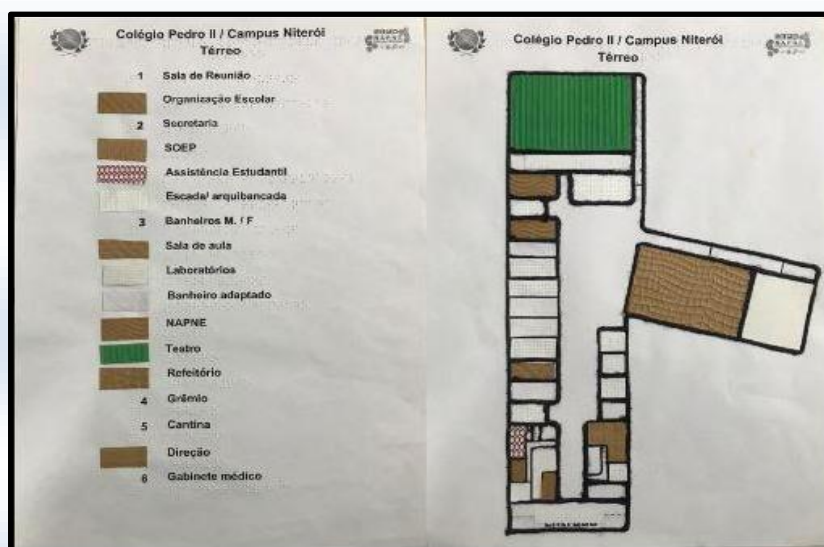 Colégio Pedro II / Campus Niterói
Térreo
1 Sala de Reunião
Organização Escolar
2 Secretaria
SOEP
Assistência Estudantil
Escada/ arquibancada
3 Banheiros M. / F
Sala de aula
Laboratórios
Banheiro adaptado
NAPNE
Teatro
Refeitório
4 Grêmio
5 Cantina
Direção
6 Gabinete médico
Colégio Pedro II / Campus Niterói
Térreo